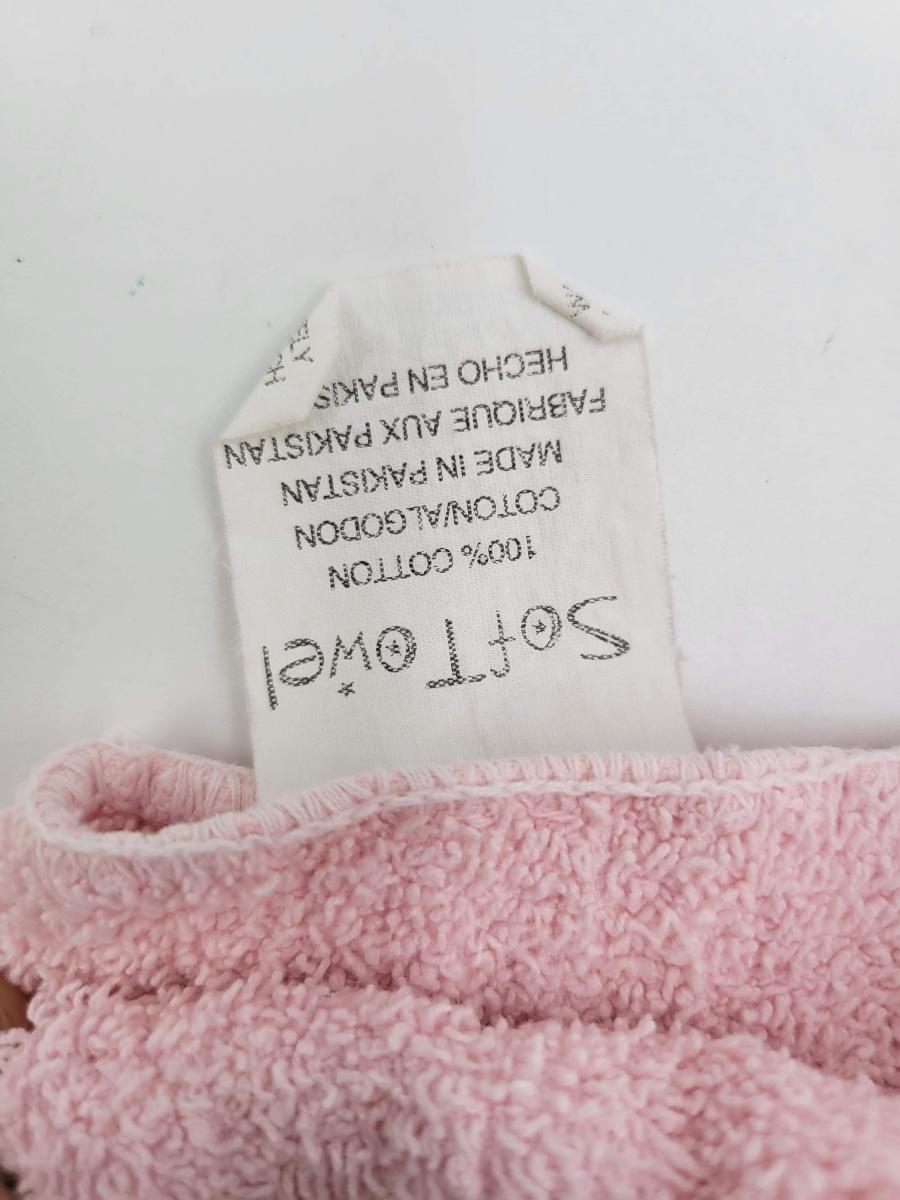 SofTowel
100% COTTON
COTON/ALGODON
MADE IN PAKISTAN
FABRIQUE AUX PAKISTAN
HECHO EN PAKIS